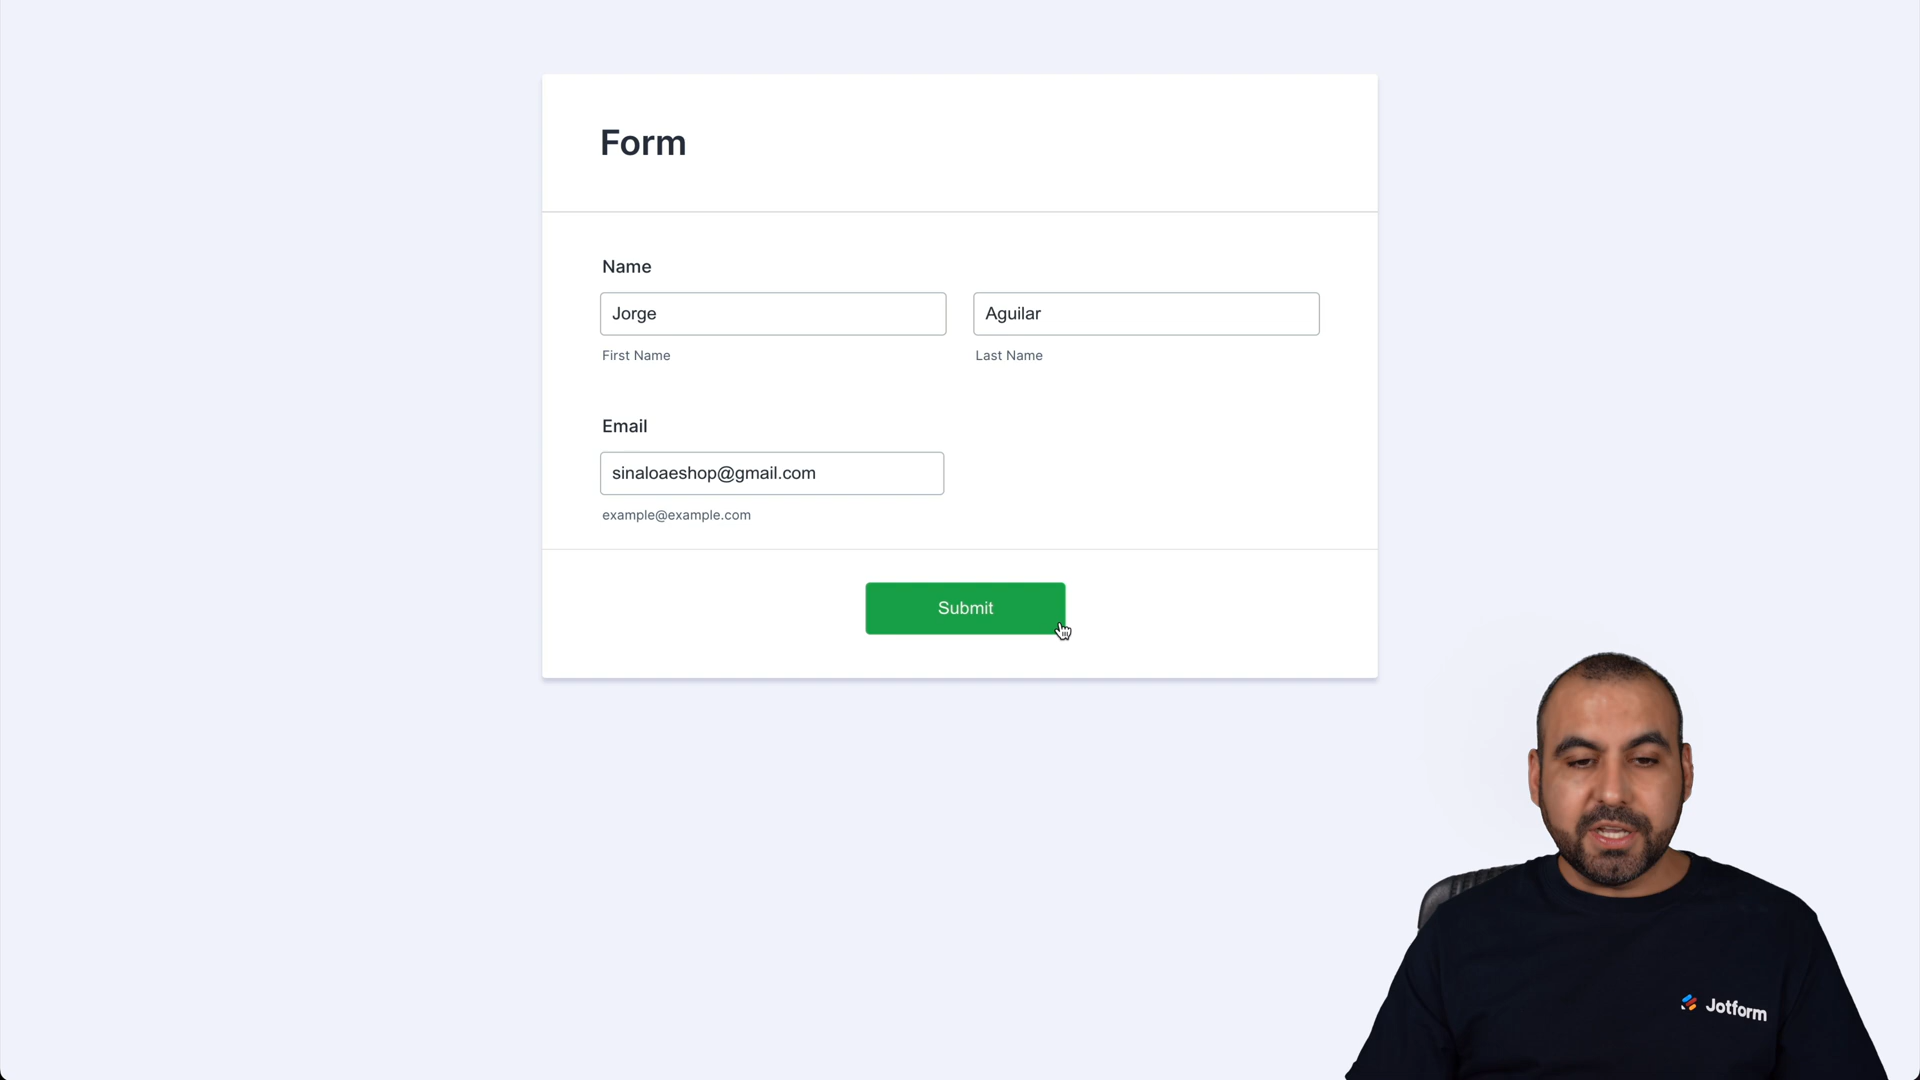 Form
Name
Jorge
Aguilar
First Name
Last Name
Email
sinaloaeshop@gmail.com
example@example.com
Submit
Jotform